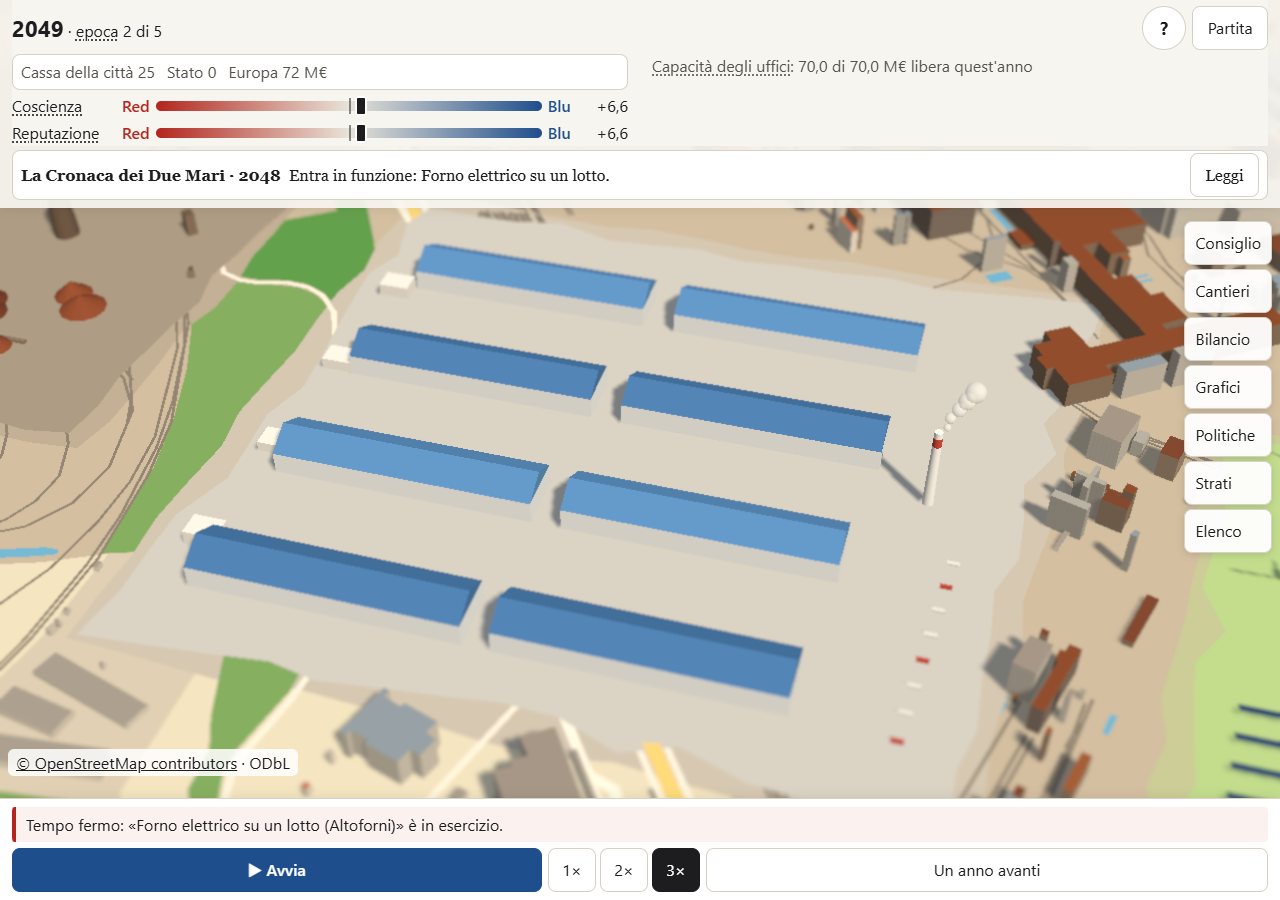 2049 · epoca 2 di 5
?
Partita
Cassa della città 25 Stato 0 Europa 72 M€
Capacità degli uffici: 70,0 di 70,0 M€ libera quest'anno
Coscienza Red Blu +6,6
Reputazione Red Blu +6,6
La Cronaca dei Due Mari · 2048 Entra in funzione: Forno elettrico su un lotto.
Leggi
Consiglio
Cantieri
Bilancio
Grafici
Politiche
Strati
Elenco
© OpenStreetMap contributors · ODbL
Tempo fermo: «Forno elettrico su un lotto (Altoforni)» è in esercizio.
▶ Avvia
1×
2×
3×
Un anno avanti